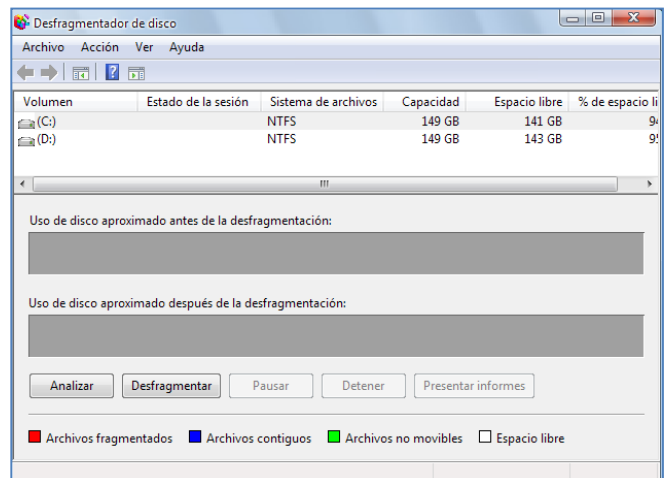 Desfragmentador de disco
Archivo Acción Ver Ayuda
Volumen Estado de la sesión Sistema de archivos Capacidad Espacio libre % de espacio li
(C:) NTFS 149 GB 141 GB 94
(D:) NTFS 149 GB 143 GB 95
Uso de disco aproximado antes de la desfragmentación:
Uso de disco aproximado después de la desfragmentación:
Analizar Desfragmentar Pausar Detener Presentar informes
Archivos fragmentados Archivos contiguos Archivos no movibles Espacio libre